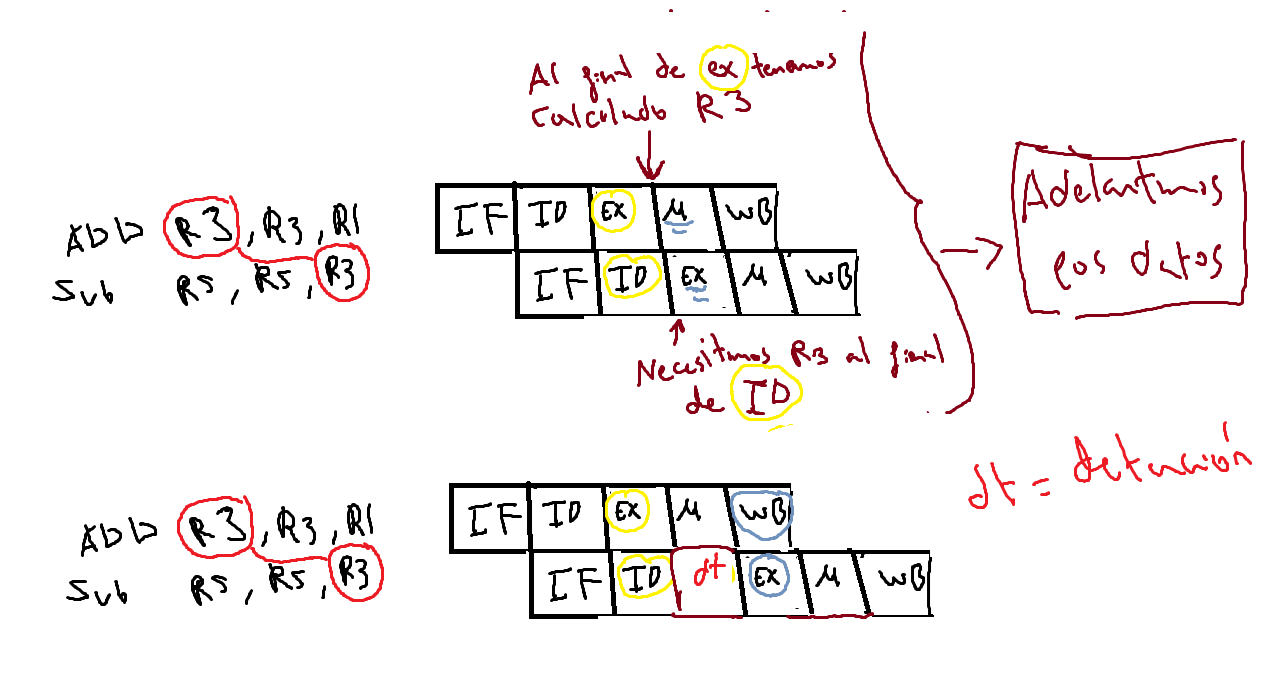 Al final de ex tenemos
Calculado R3
ADD R3, R3, R1
Sub R5, R5, R3
IF ID EX M WB
IF ID EX M WB
Necesitamos R3 al final
de ID
Adelantamos
los datos
dt = detención
ADD R3, R3, R1
Sub R5, R5, R3
IF ID EX M WB
IF ID dt EX M WB